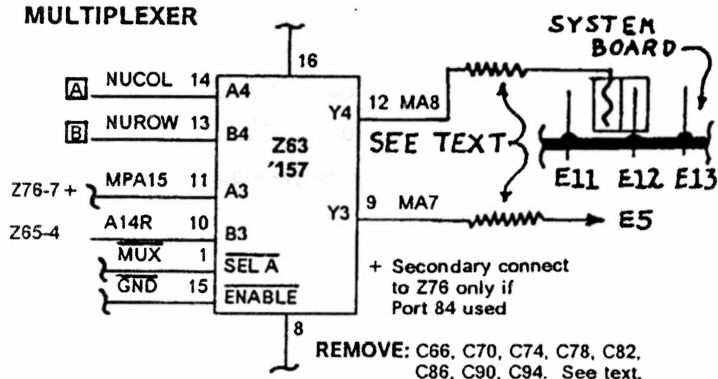 MULTIPLEXER
SYSTEM
BOARD
16
A NUCOL 14 A4
Y4 12 MA8
B NUROW 13 B4
Z63
'157
SEE TEXT
E11 E12 E13
Z76-7 + MPA15 11 A3
Y3 9 MA7
E5
Z65-4 A14R 10 B3
MUX 1 SEL A
GND 15 ENABLE
+ Secondary connect
to Z76 only if
Port 84 used
8
REMOVE: C66, C70, C74, C78, C82,
C86, C90, C94. See text.